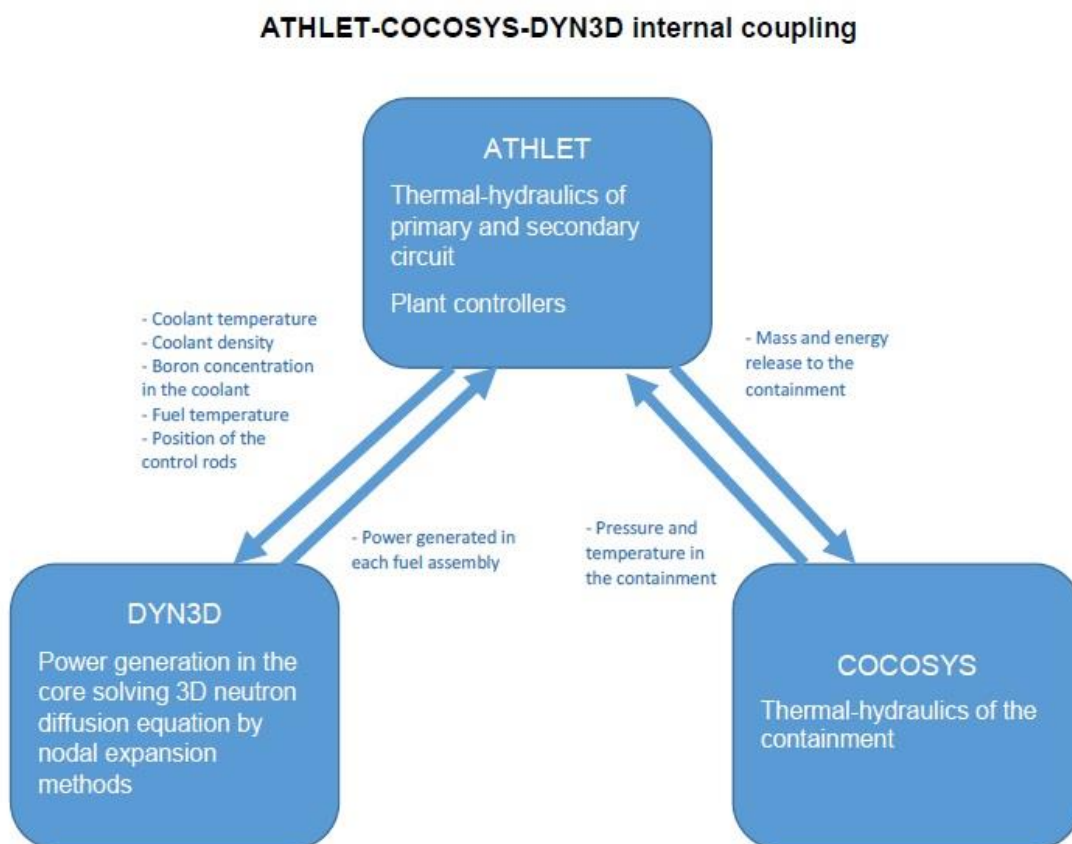 ATHLET-COCOSYS-DYN3D internal coupling
ATHLET
Thermal-hydraulics of
primary and secondary
circuit
Plant controllers
- Coolant temperature
- Coolant density
- Boron concentration
in the coolant
- Fuel temperature
- Position of the
control rods
- Mass and energy
release to the
containment
- Power generated in
each fuel assembly
- Pressure and
temperature in
the containment
DYN3D
Power generation in the
core solving 3D neutron
diffusion equation by
nodal expansion
methods
COCOSYS
Thermal-hydraulics of the
containment